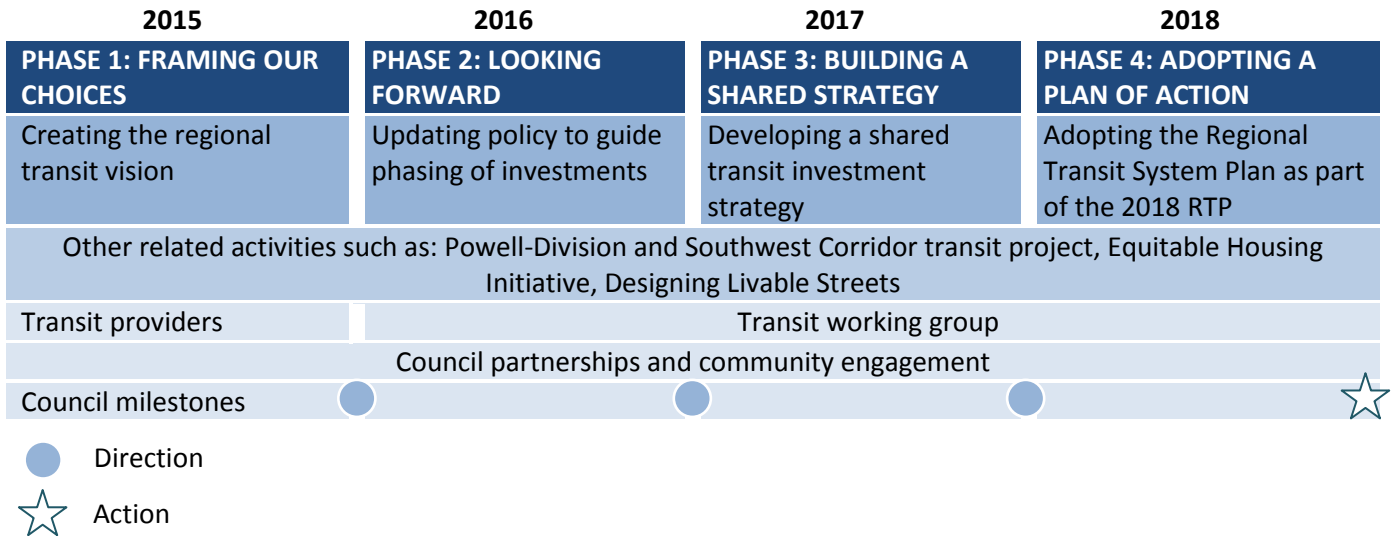 2015 2016 2017 2018
PHASE 1: FRAMING OUR
CHOICES
PHASE 2: LOOKING
FORWARD
PHASE 3: BUILDING A
SHARED STRATEGY
PHASE 4: ADOPTING A
PLAN OF ACTION
Creating the regional
transit vision
Updating policy to guide
phasing of investments
Developing a shared
transit investment
strategy
Adopting the Regional
Transit System Plan as part
of the 2018 RTP
Other related activities such as: Powell-Division and Southwest Corridor transit project, Equitable Housing
Initiative, Designing Livable Streets
Transit providers
Transit working group
Council partnerships and community engagement
Council milestones
Direction
Action